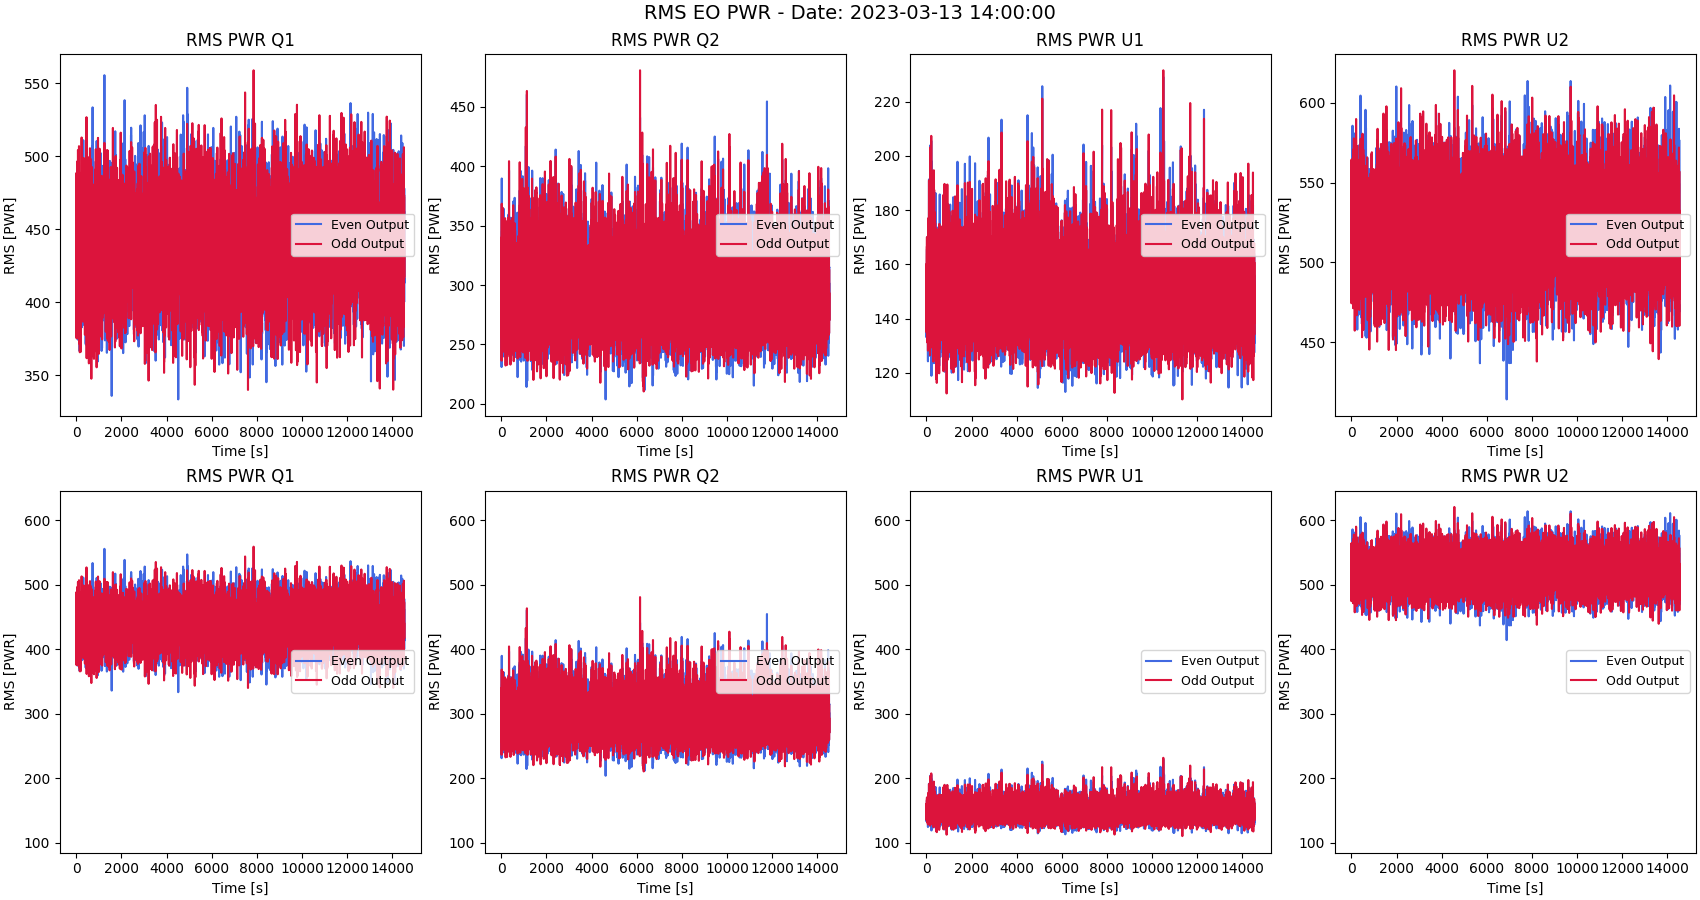 RMS EO PWR - Date: 2023-03-13 14:00:00
RMS PWR Q1
RMS [PWR]
550
500
450
400
350
Even Output
Odd Output
0 2000 4000 6000 8000 10000 12000 14000
Time [s]
RMS PWR Q2
RMS [PWR]
450
400
350
300
250
200
Even Output
Odd Output
0 2000 4000 6000 8000 10000 12000 14000
Time [s]
RMS PWR U1
RMS [PWR]
220
200
180
160
140
120
Even Output
Odd Output
0 2000 4000 6000 8000 10000 12000 14000
Time [s]
RMS PWR U2
RMS [PWR]
600
550
500
450
Even Output
Odd Output
0 2000 4000 6000 8000 10000 12000 14000
Time [s]
RMS PWR Q1
RMS [PWR]
600
500
400
300
200
100
Even Output
Odd Output
0 2000 4000 6000 8000 10000 12000 14000
Time [s]
RMS PWR Q2
RMS [PWR]
600
500
400
300
200
100
Even Output
Odd Output
0 2000 4000 6000 8000 10000 12000 14000
Time [s]
RMS PWR U1
RMS [PWR]
600
500
400
300
200
100
Even Output
Odd Output
0 2000 4000 6000 8000 10000 12000 14000
Time [s]
RMS PWR U2
RMS [PWR]
600
500
400
300
200
100
Even Output
Odd Output
0 2000 4000 6000 8000 10000 12000 14000
Time [s]